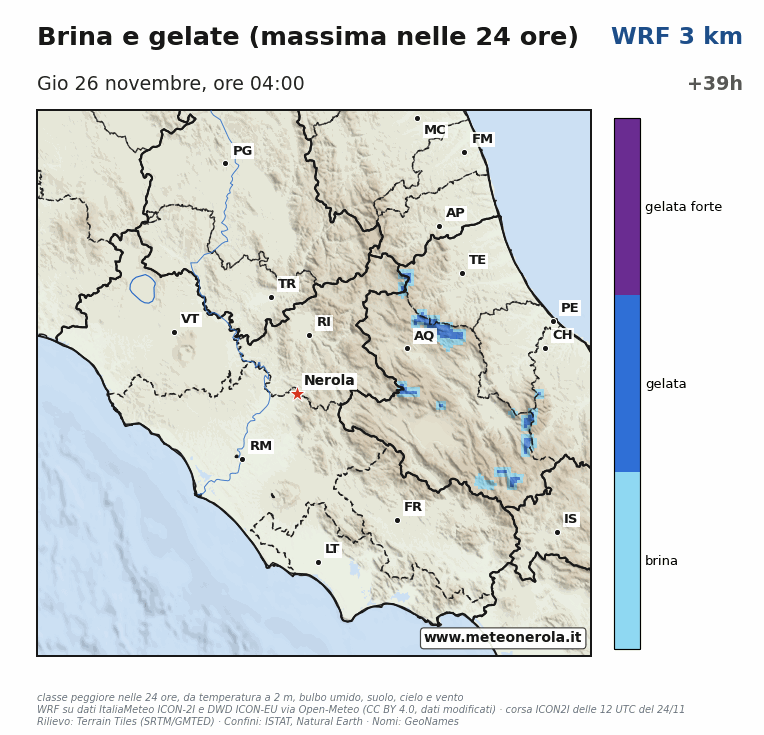 Brina e gelate (massima nelle 24 ore) WRF 3 km
Gio 26 novembre, ore 04:00 +39h
MC
FM
PG
AP
TE
TR
PE
VT
RI
AQ
CH
Nerola
RM
FR
IS
LT
www.meteonerola.it
gelata forte
gelata
brina
classe peggiore nelle 24 ore, da temperatura a 2 m, bulbo umido, suolo, cielo e vento
WRF su dati ItaliaMeteo ICON-2I e DWD ICON-EU via Open-Meteo (CC BY 4.0, dati modificati) · corsa ICON2I delle 12 UTC del 24/11
Rilievo: Terrain Tiles (SRTM/GMTED) · Confini: ISTAT, Natural Earth · Nomi: GeoNames